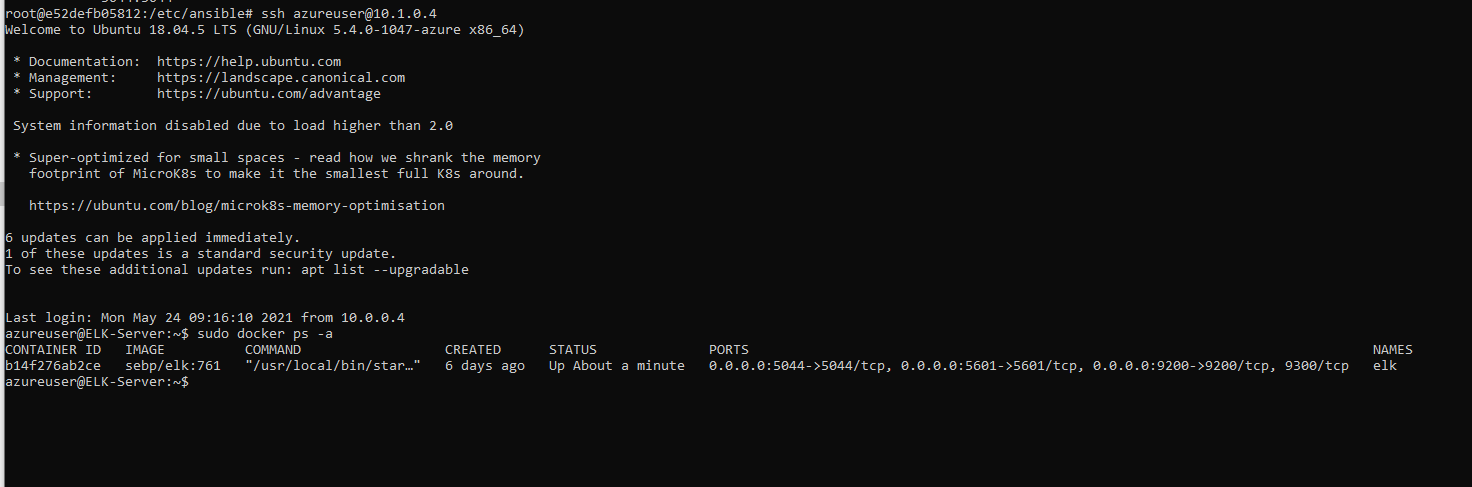 root@e52defb05812:/etc/ansible# ssh azureuser@10.1.0.4
Welcome to Ubuntu 18.04.5 LTS (GNU/Linux 5.4.0-1047-azure x86_64)
* Documentation:  https://help.ubuntu.com
* Management:     https://landscape.canonical.com
* Support:        https://ubuntu.com/advantage
System information disabled due to load higher than 2.0
* Super-optimized for small spaces - read how we shrank the memory
footprint of MicroK8s to make it the smallest full K8s around.
https://ubuntu.com/blog/microk8s-memory-optimisation
6 updates can be applied immediately.
1 of these updates is a standard security update.
To see these additional updates run: apt list --upgradable
Last login: Mon May 24 09:16:10 2021 from 10.0.0.4
azureuser@ELK-Server:~$ sudo docker ps -a
CONTAINER ID   IMAGE          COMMAND                  CREATED      STATUS              PORTS                                                                              NAMES
b14f276ab2ce   sebp/elk:761   "/usr/local/bin/star…"   6 days ago   Up About a minute   0.0.0.0:5044->5044/tcp, 0.0.0.0:5601->5601/tcp, 0.0.0.0:9200->9200/tcp, 9300/tcp   elk
azureuser@ELK-Server:~$